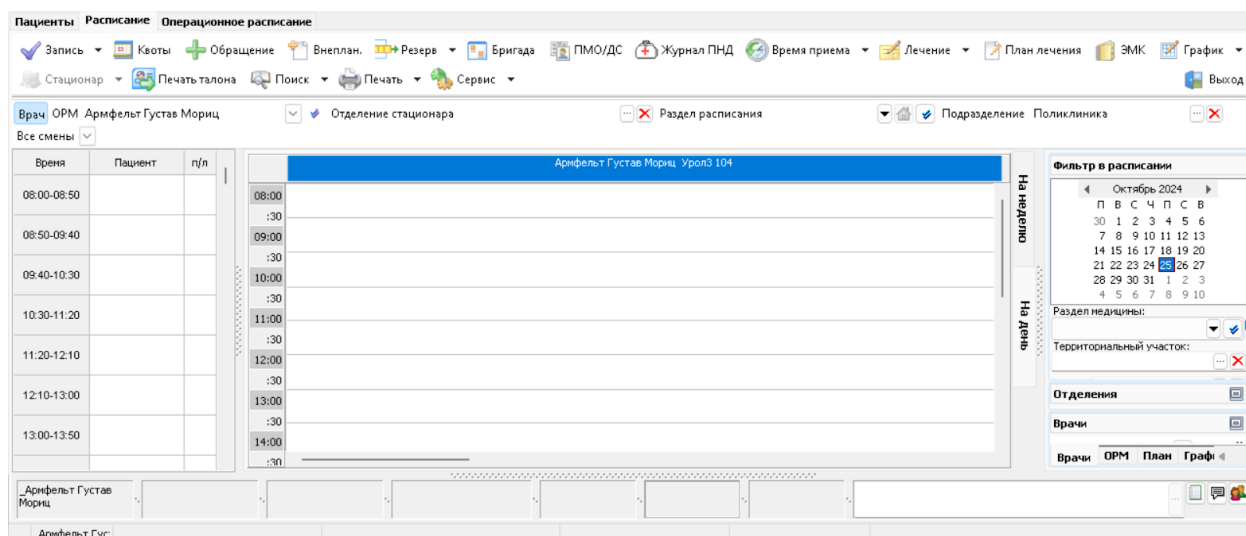 Пациенты Расписание Операционное расписание
Запись Квоты Обращение Внеплан. Резерв Бригада ПМО/ДС Журнал ПНД Время приема Лечение План лечения ЭМК График
Стационар Печать талона Поиск Печать Сервис Выход
Врач ОРМ Армфельт Густав Мориц Отделение стационара Раздел расписания Подразделение Поликлиника
Все смены
Время Пациент п/л
08:00-08:50
08:50-09:40
09:40-10:30
10:30-11:20
11:20-12:10
12:10-13:00
13:00-13:50
Армфельт Густав Мориц Урол3 104
08:00
:30
09:00
:30
10:00
:30
11:00
:30
12:00
:30
13:00
:30
14:00
:30
На неделю
На день
Фильтр в расписании
Октябрь 2024
П В С Ч П С В
30 1 2 3 4 5 6
7 8 9 10 11 12 13
14 15 16 17 18 19 20
21 22 23 24 25 26 27
28 29 30 31 1 2 3
4 5 6 7 8 9 10
Раздел медицины:
Территориальный участок:
Отделения
Врачи
Врачи ОРМ План Граф
_Армфельт Густав
Мориц
Армфельт Гус